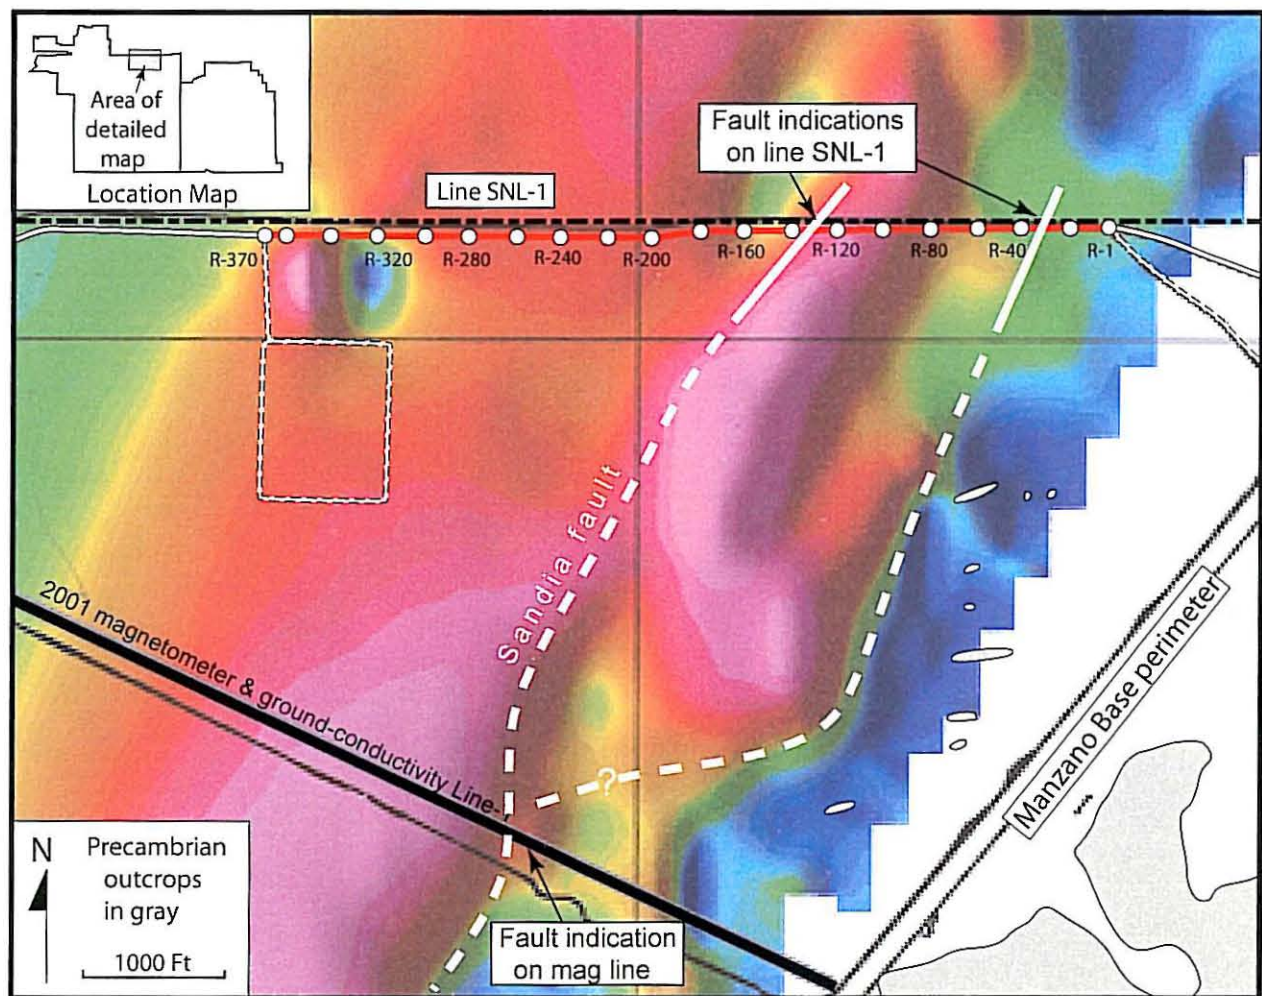 Area of
detailed
map
Location Map
Fault indications
on line SNL-1
Line SNL-1
R-370
R-320
R-280
R-240
R-200
R-160
R-120
R-80
R-40
R-1
Sandia fault
2001 magnetometer & ground-conductivity Line-
?
Manzano Base perimeter
N
Precambrian
outcrops
in gray
1000 Ft
Fault indication
on mag line